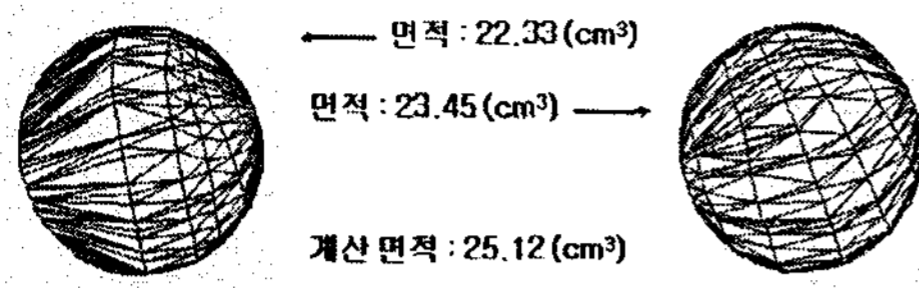 면적 : 22.33 (cm³)
면적 : 23.45 (cm³)
계산 면적 : 25.12 (cm³)